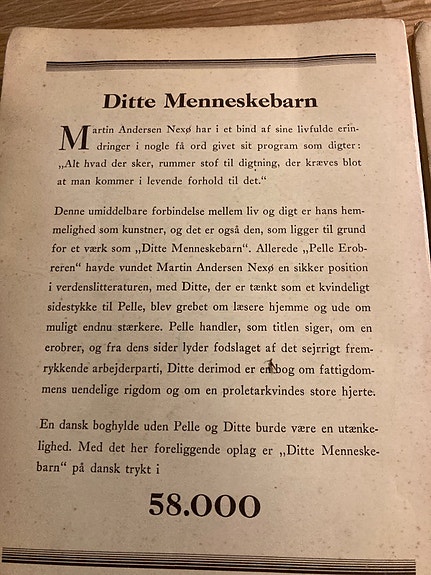 Ditte Menneskebarn
Martin Andersen Nexø har i et bind af sine livfulde erin-
dringer i nogle få ord givet sit program som digter:
„Alt hvad der sker, rummer stof til digtning, der kræves blot
at man kommer i levende forhold til det.“
Denne umiddelbare forbindelse mellem liv og digt er hans hem-
melighed som kunstner, og det er også den, som ligger til grund
for et værk som „Ditte Menneskebarn“. Allerede „Pelle Erob-
reren“ havde vundet Martin Andersen Nexø en sikker position
i verdenslitteraturen, med Ditte, der er tænkt som et kvindeligt
sidestykke til Pelle, blev grebet om læsere hjemme og ude om
muligt endnu stærkere. Pelle handler, som titlen siger, om en
erobrer, og fra dens sider lyder fodslaget af det sejrrigt frem-
rykkende arbejderparti, Ditte derimod er en bog om fattigdom-
mens uendelige rigdom og om en proletarkvindes store hjerte.
En dansk boghylde uden Pelle og Ditte burde være en utænke-
lighed. Med det her foreliggende oplag er „Ditte Menneske-
barn“ på dansk trykt i
58.000